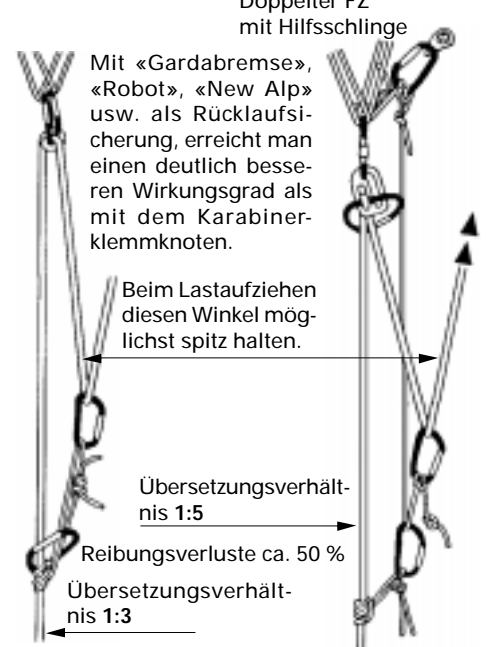 Doppelter FZ
mit Hilfsschlinge
Mit «Gardabremse»,
«Robot», «New Alp»
usw. als Rücklaufsi-
cherung, erreicht man
einen deutlich besse-
ren Wirkungsgrad als
mit dem Karabiner-
klemmknoten.
Beim Lastaufziehen
diesen Winkel mög-
lichst spitz halten.
Übersetzungsverhält-
nis 1:5
Reibungsverluste ca. 50 %
Übersetzungsverhält-
nis 1:3